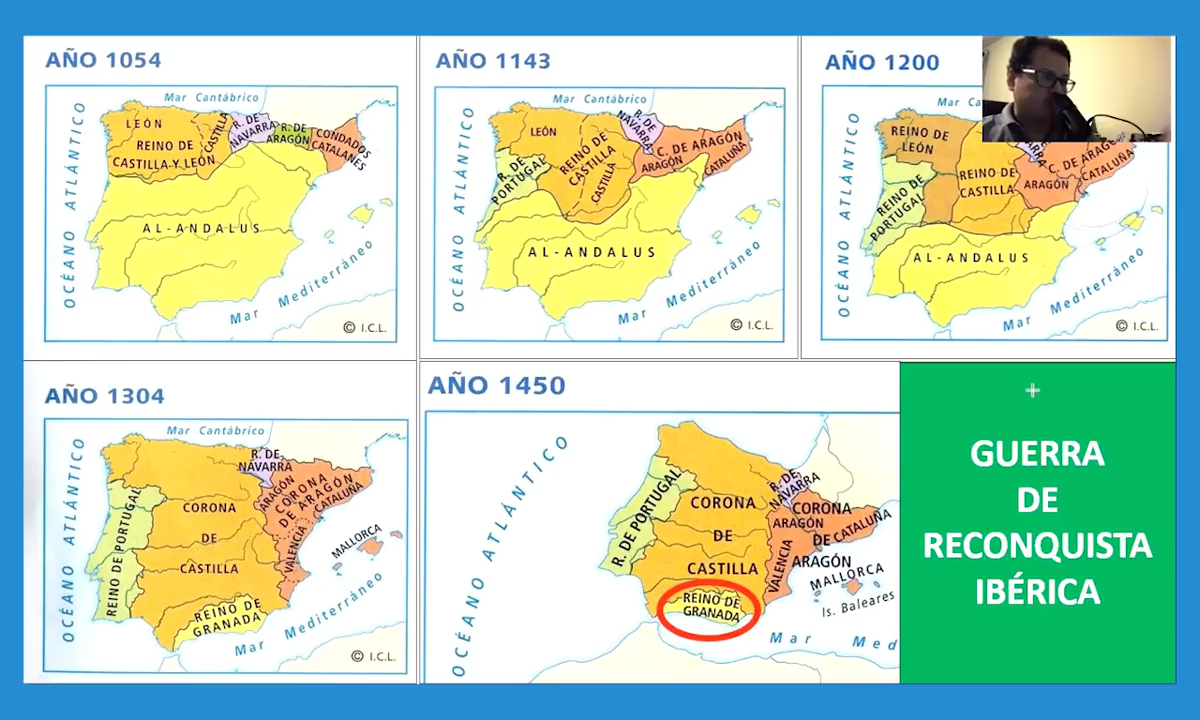 AÑO 1054
Mar Cantábrico
OCÉANO ATLÁNTICO
LEÓN
REINO DE
CASTILLA Y LEÓN
CASTILLA
R. DE
NAVARRA
R. DE
ARAGÓN
CONDADOS
CATALANES
AL-ANDALUS
Mar Mediterráneo
© I.C.L.
AÑO 1143
Mar Cantábrico
OCÉANO ATLÁNTICO
LEÓN
R. DE
PORTUGAL
REINO DE
CASTILLA
CASTILLA
R. DE
NAVARRA
C. DE ARAGÓN
ARAGÓN
CATALUÑA
AL-ANDALUS
Mar Mediterráneo
© I.C.L.
AÑO 1200
Mar Ca
OCÉANO ATLÁNTICO
REINO DE
LEÓN
REINO DE
PORTUGAL
REINO DE
CASTILLA
C. DE ARAG
ARAGÓN
CATALUÑA
AL-ANDALUS
Mar Mediterráneo
© I.C.L.
AÑO 1304
Mar Cantábrico
OCÉANO ATLÁNTICO
R. DE
NAVARRA
REINO DE PORTUGAL
CORONA
DE
CASTILLA
ARAGÓN
CORONA
DE ARAGÓN
CATALUÑA
VALENCIA
MALLORCA
REINO DE
GRANADA
Mar Mediterráneo
© I.C.L.
AÑO 1450
OCÉANO ATLÁNTICO
R. DE PORTUGAL
CORONA
DE
CASTILLA
R. DE
NAVARRA
CORONA
ARAGÓN
DE CATALUÑA
ARAGÓN
VALENCIA
MALLORCA
Is. Baleares
REINO DE
GRANADA
Mar Med
GUERRA
DE
RECONQUISTA
IBÉRICA